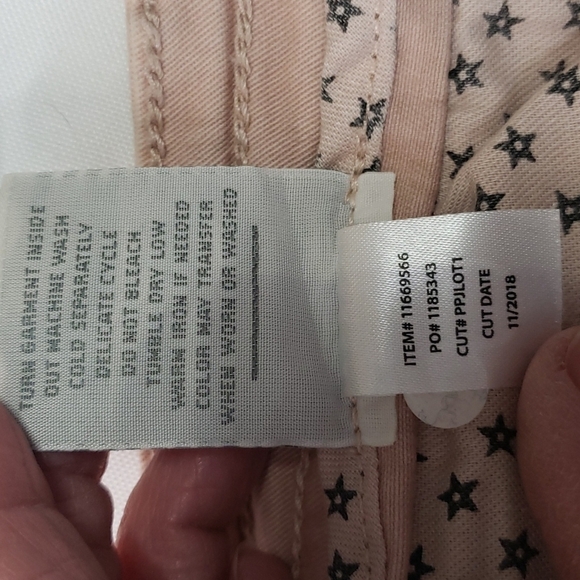 TURN GARMENT INSIDE
OUT MACHINE WASH
COLD SEPARATELY
DELICATE CYCLE
DO NOT BLEACH
TUMBLE DRY LOW
WARM IRON IF NEEDED
COLOR MAY TRANSFER
WHEN WORN OR WASHED
ITEM# 11669566
PO# 1185343
CUT# PPJLOT1
CUT DATE
11/2018